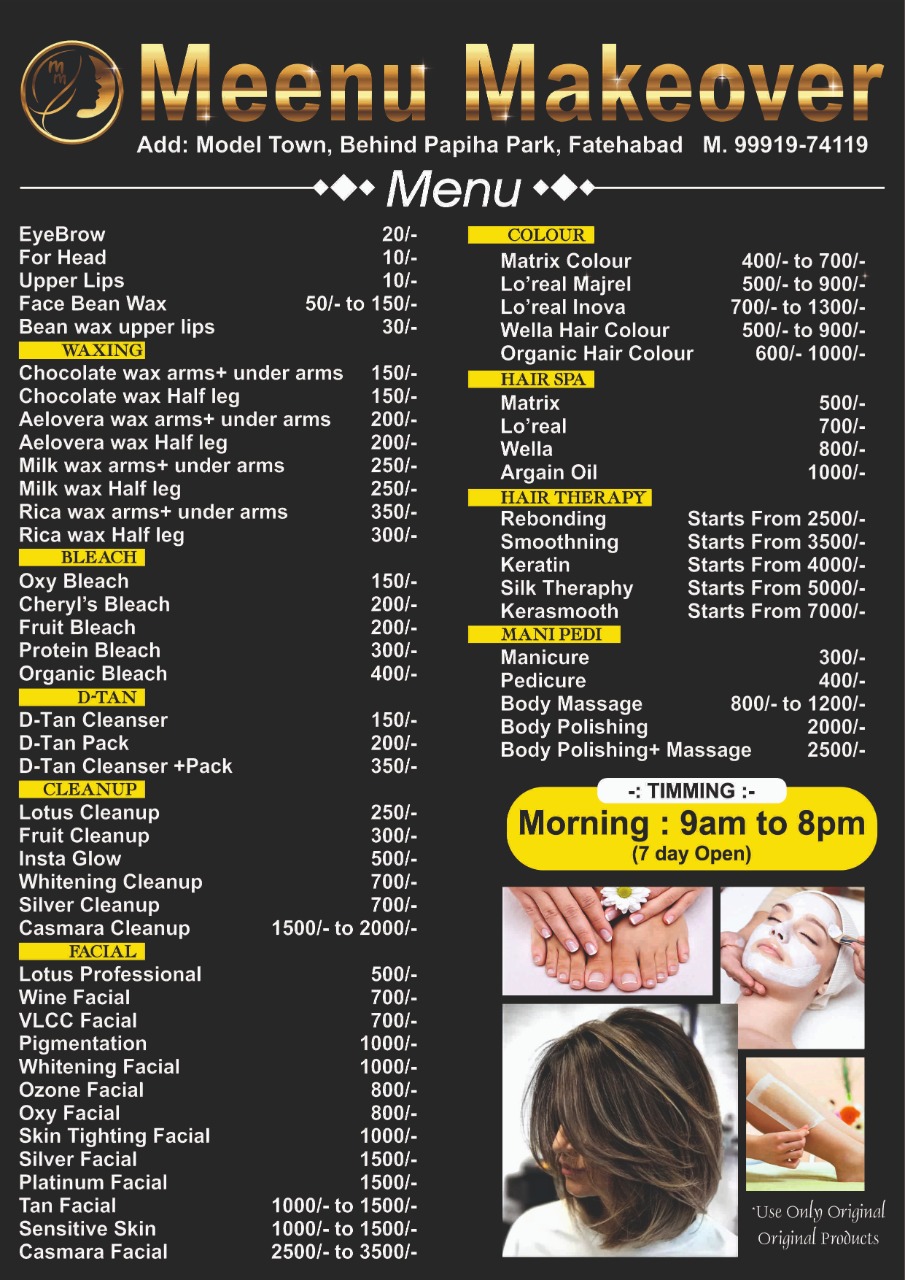 Meenu Makeover
Add: Model Town, Behind Papiha Park, Fatehabad M. 99919-74119
Menu
EyeBrow 20/-
For Head 10/-
Upper Lips 10/-
Face Bean Wax 50/- to 150/-
Bean wax upper lips 30/-
WAXING
Chocolate wax arms+ under arms 150/-
Chocolate wax Half leg 150/-
Aelovera wax arms+ under arms 200/-
Aelovera wax Half leg 200/-
Milk wax arms+ under arms 250/-
Milk wax Half leg 250/-
Rica wax arms+ under arms 350/-
Rica wax Half leg 300/-
BLEACH
Oxy Bleach 150/-
Cheryl's Bleach 200/-
Fruit Bleach 200/-
Protein Bleach 300/-
Organic Bleach 400/-
D-TAN
D-Tan Cleanser 150/-
D-Tan Pack 200/-
D-Tan Cleanser +Pack 350/-
CLEANUP
Lotus Cleanup 250/-
Fruit Cleanup 300/-
Insta Glow 500/-
Whitening Cleanup 700/-
Silver Cleanup 700/-
Casmara Cleanup 1500/- to 2000/-
FACIAL
Lotus Professional 500/-
Wine Facial 700/-
VLCC Facial 700/-
Pigmentation 1000/-
Whitening Facial 1000/-
Ozone Facial 800/-
Oxy Facial 800/-
Skin Tighting Facial 1000/-
Silver Facial 1500/-
Platinum Facial 1500/-
Tan Facial 1000/- to 1500/-
Sensitive Skin 1000/- to 1500/-
Casmara Facial 2500/- to 3500/-
COLOUR
Matrix Colour 400/- to 700/-
Lo'real Majrel 500/- to 900/-
Lo'real Inova 700/- to 1300/-
Wella Hair Colour 500/- to 900/-
Organic Hair Colour 600/- 1000/-
HAIR SPA
Matrix 500/-
Lo'real 700/-
Wella 800/-
Argain Oil 1000/-
HAIR THERAPY
Rebonding Starts From 2500/-
Smoothning Starts From 3500/-
Keratin Starts From 4000/-
Silk Theraphy Starts From 5000/-
Kerasmooth Starts From 7000/-
MANI PEDI
Manicure 300/-
Pedicure 400/-
Body Massage 800/- to 1200/-
Body Polishing 2000/-
Body Polishing+ Massage 2500/-
-: TIMMING :-
Morning : 9am to 8pm
(7 day Open)
*Use Only Original
Original Products